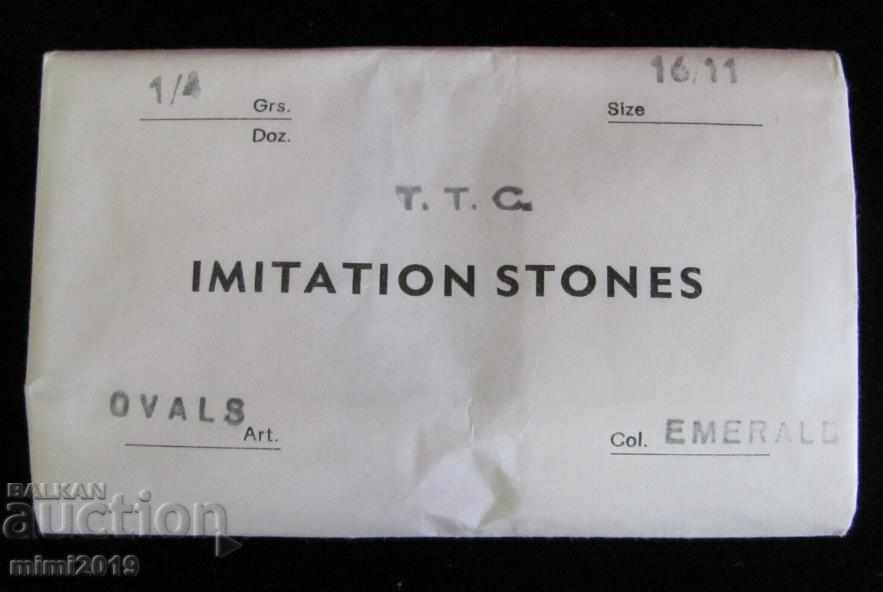 1/4 Grs.
Doz.
16/11
Size
T. T. C.
IMITATION STONES
OVALS
Art.
Col. EMERALD
BALKAN
auction
mimi2019